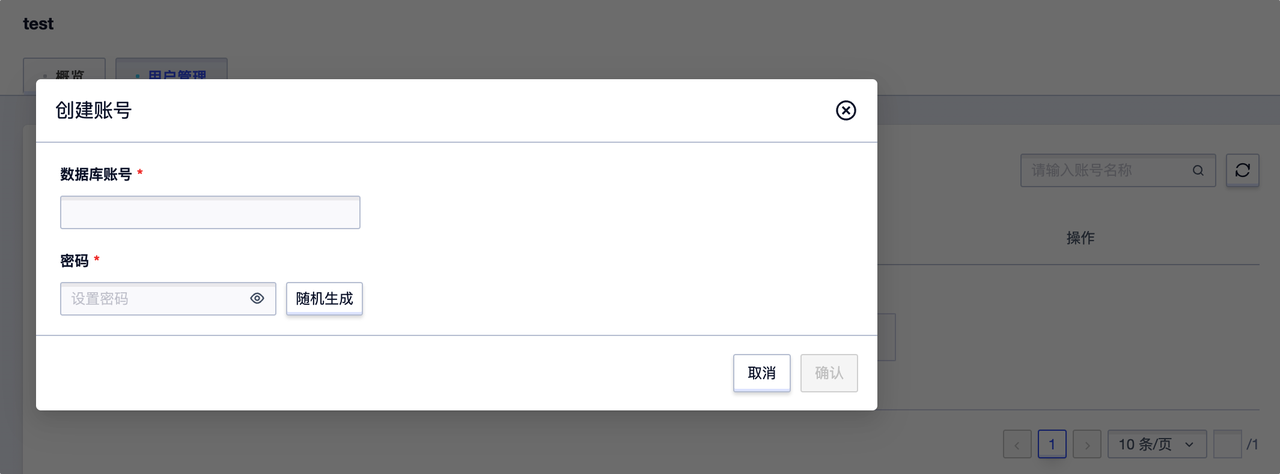 test
概览
用户管理
创建账号
数据库账号 *
密码 *
设置密码
随机生成
取消
确认
请输入账号名称
操作
1
10 条/页
/1